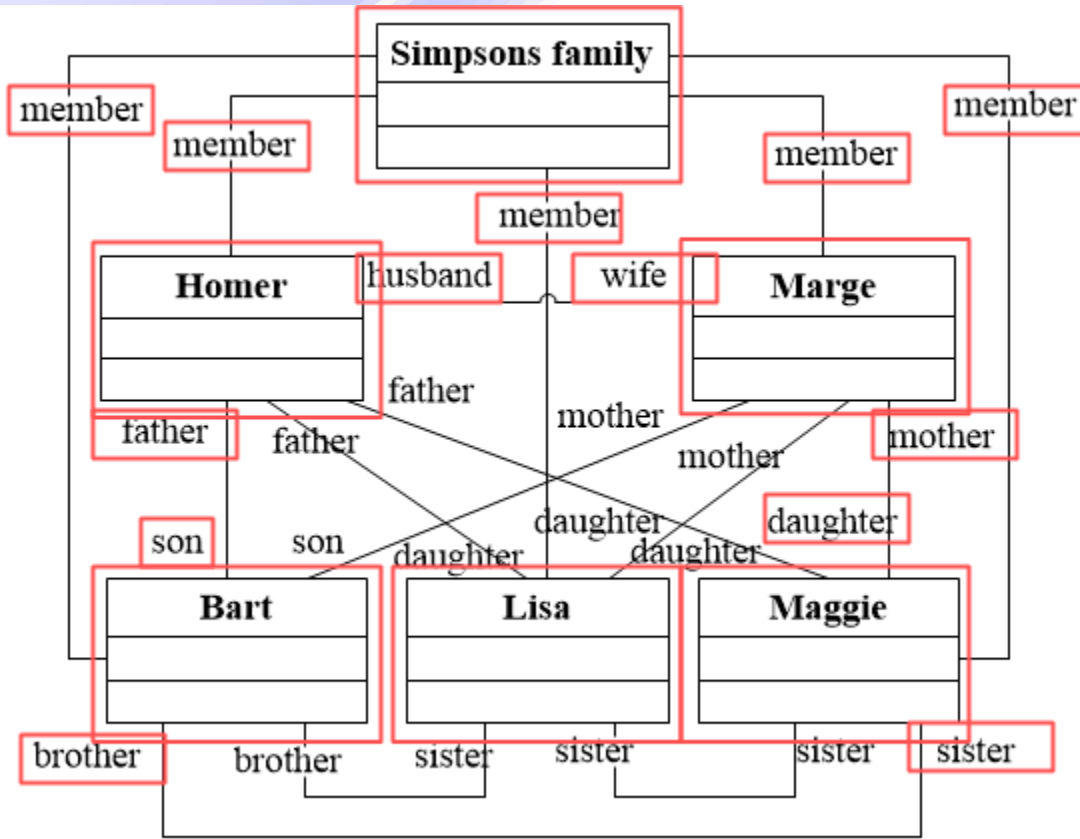 Simpsons family
member
member
member
member
member
Homer
husband
wife
Marge
father
father
father
mother
mother
mother
son
son
daughter
daughter
daughter
daughter
Bart
Lisa
Maggie
brother
brother
sister
sister
sister
sister